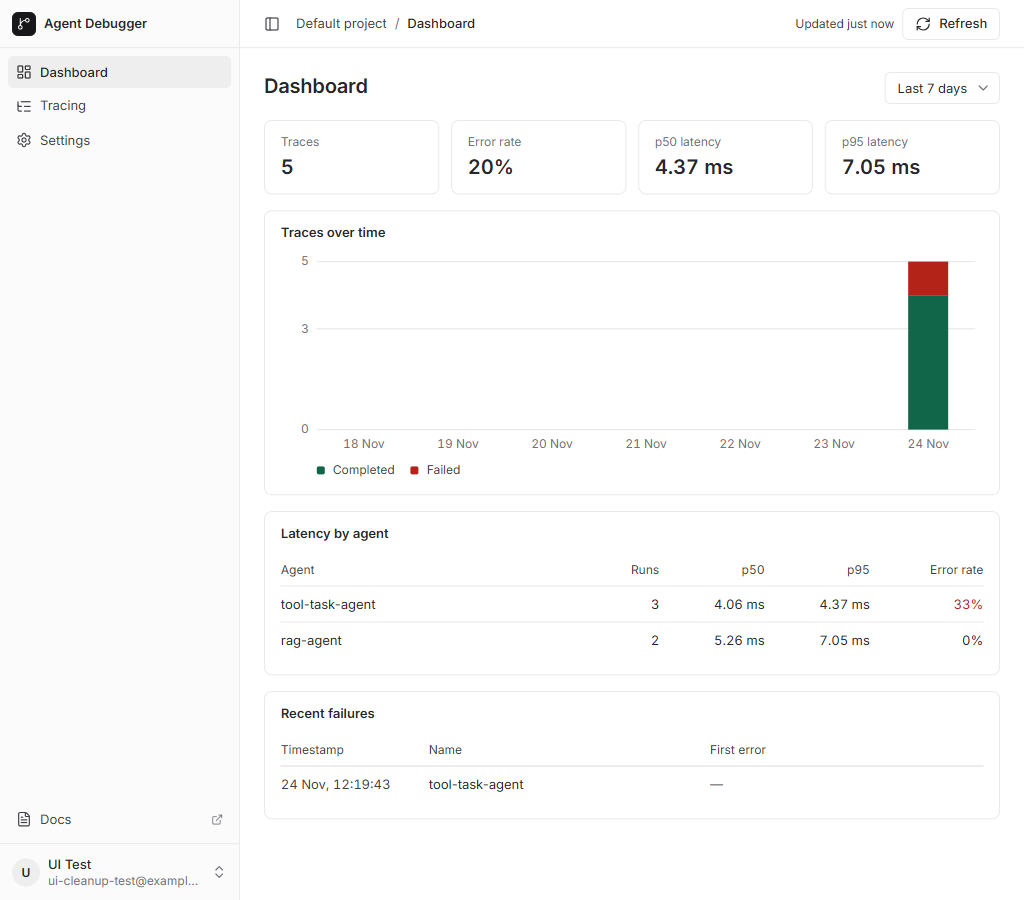 Agent Debugger
Default project / Dashboard
Updated just now
Refresh
Dashboard
Tracing
Settings
Dashboard
Last 7 days
Traces
5
Error rate
20%
p50 latency
4.37 ms
p95 latency
7.05 ms
Traces over time
5
3
0
18 Nov 19 Nov 20 Nov 21 Nov 22 Nov 23 Nov 24 Nov
Completed Failed
Latency by agent
Agent Runs p50 p95 Error rate
tool-task-agent 3 4.06 ms 4.37 ms 33%
rag-agent 2 5.26 ms 7.05 ms 0%
Recent failures
Timestamp Name First error
24 Nov, 12:19:43 tool-task-agent —
Docs
U
UI Test
ui-cleanup-test@exampl...